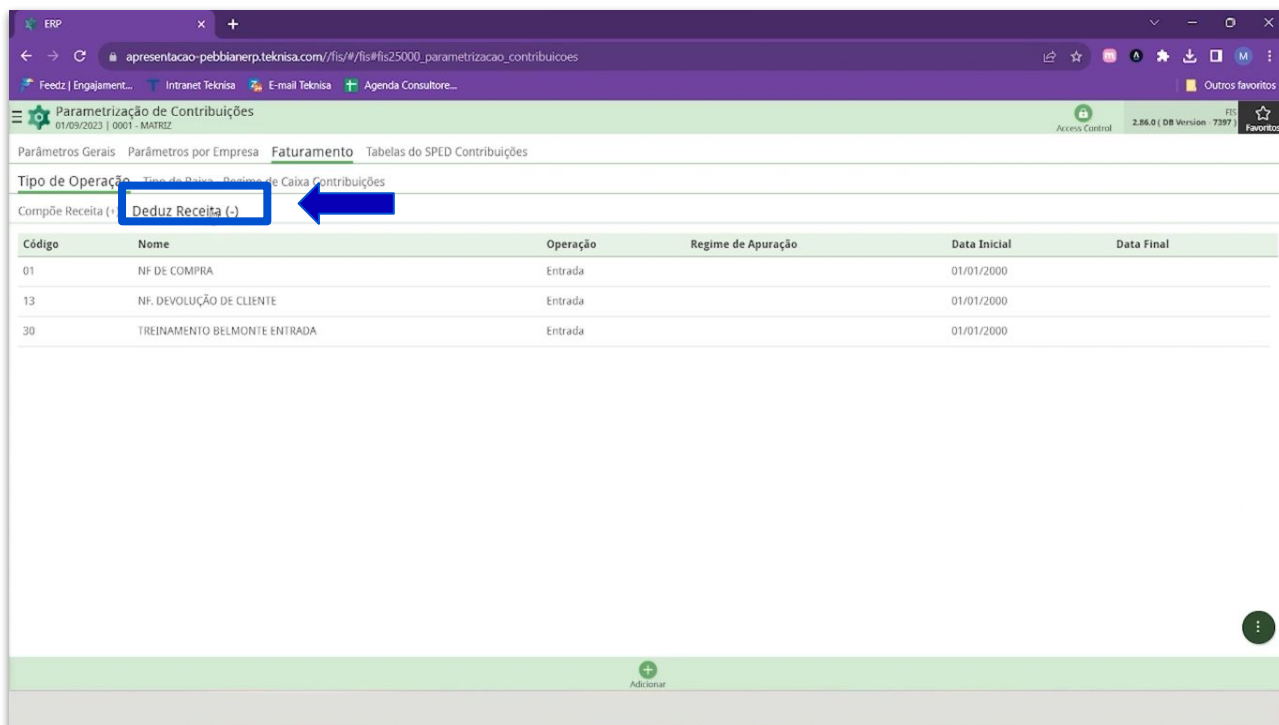 ERP
apresentacao-pebbianerp.teknisa.com//fis/#/fis#fis25000_parametrizacao_contribuicoes
Feedz | Engajament... Intranet Teknisa E-mail Teknisa Agenda Consultore... Outros favoritos
Parametrização de Contribuições
01/09/2023 | 0001 - MATRIZ
Access Control
FIS
2.86.0 ( DB Version - 7397 )
Favoritos
Parâmetros Gerais Parâmetros por Empresa Faturamento Tabelas do SPED Contribuições
Tipo de Operação Tipo de Baixa - Regime de Caixa Contribuições
Compõe Receita (+) Deduz Receita (-)
Código Nome Operação Regime de Apuração Data Inicial Data Final
01 NF DE COMPRA Entrada 01/01/2000
13 NF. DEVOLUÇÃO DE CLIENTE Entrada 01/01/2000
30 TREINAMENTO BELMONTE ENTRADA Entrada 01/01/2000
Adicionar